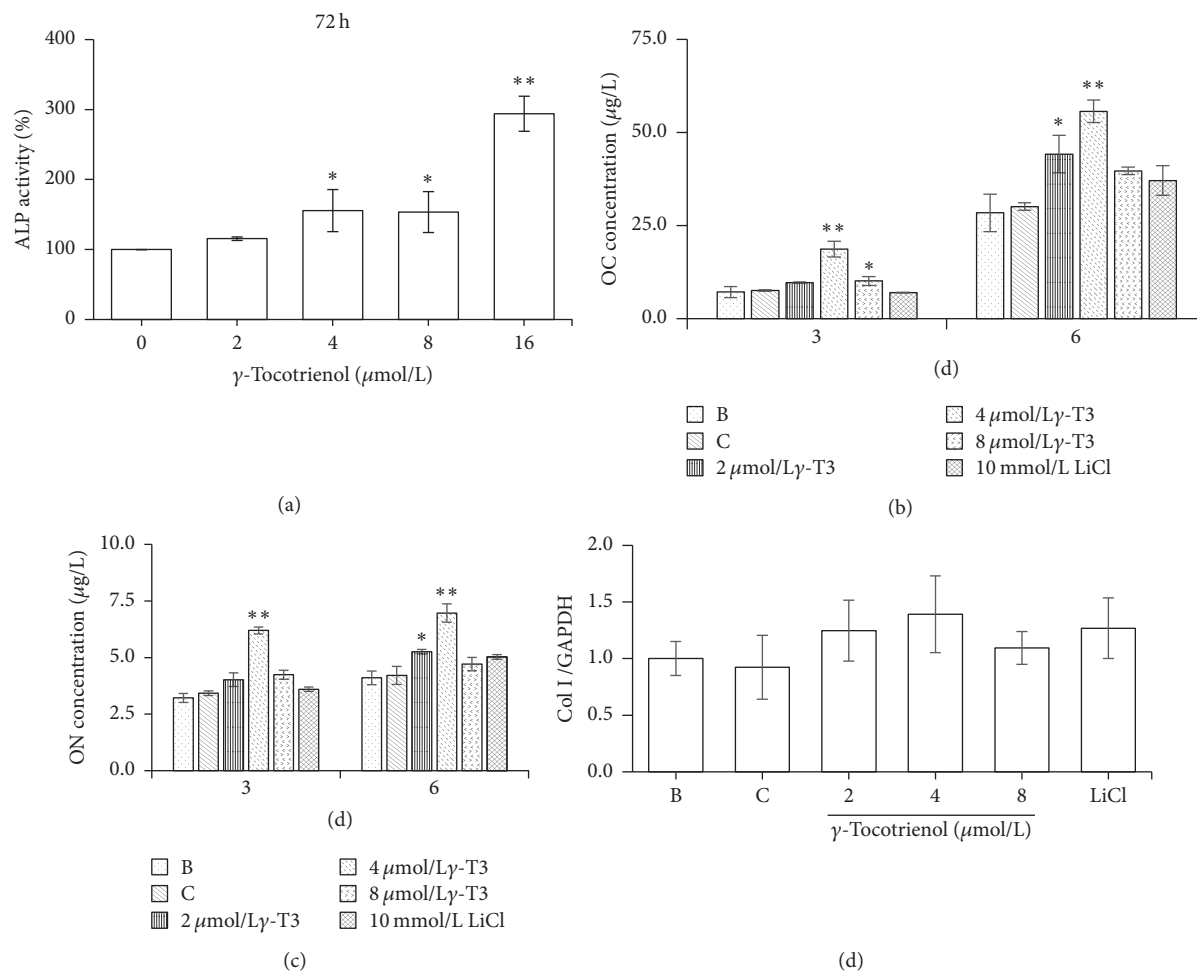 72 h
ALP activity (%)
400
300
200
100
0
**
*
*
0 2 4 8 16
γ-Tocotrienol (μmol/L)
(a)
OC concentration (μg/L)
75.0
50.0
25.0
0.0
**
*
**
*
3 6
(d)
B
C
2 μmol/Lγ-T3
4 μmol/Lγ-T3
8 μmol/Lγ-T3
10 mmol/L LiCl
(b)
ON concentration (μg/L)
10.0
7.5
5.0
2.5
0.0
**
**
*
3 6
(d)
B
C
2 μmol/Lγ-T3
4 μmol/Lγ-T3
8 μmol/Lγ-T3
10 mmol/L LiCl
(c)
Col I /GAPDH
2.0
1.5
1.0
0.5
0.0
B C 2 4 8 LiCl
γ-Tocotrienol (μmol/L)
(d)